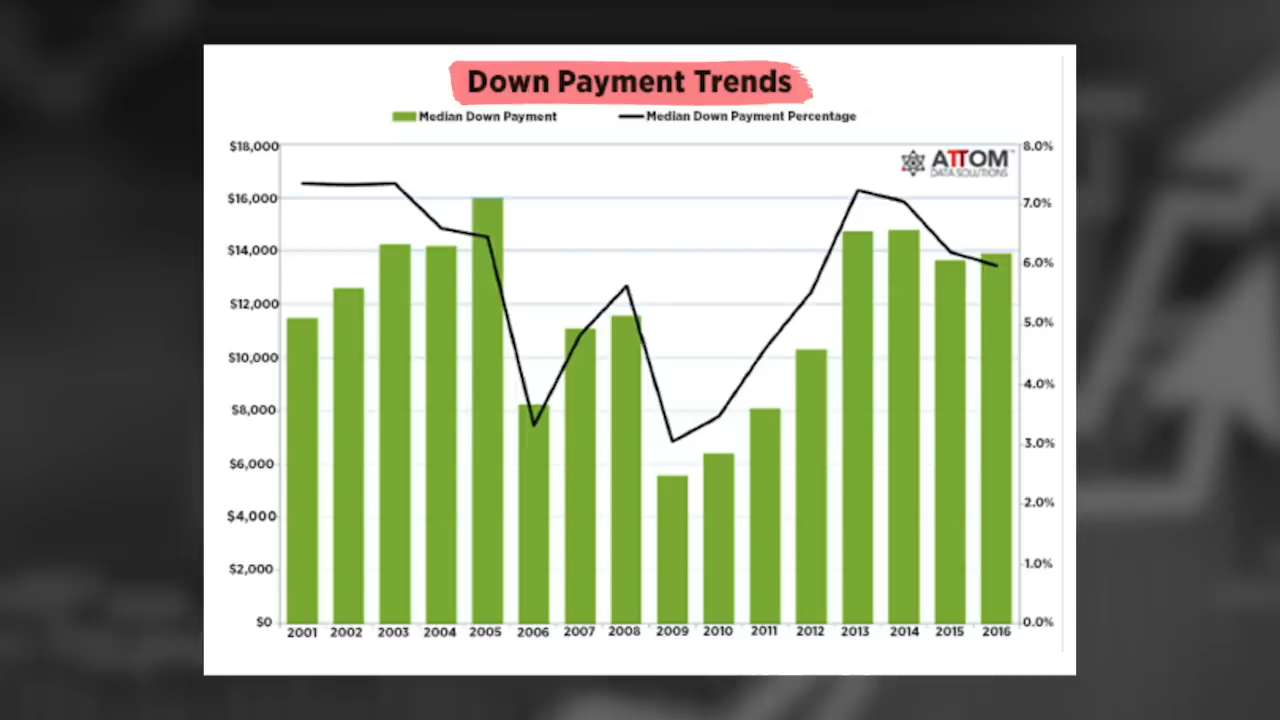 Down Payment Trends
Median Down Payment Median Down Payment Percentage
$18,000 8.0%
ATTOM™
DATA SOLUTIONS
$16,000 7.0%
$14,000 6.0%
$12,000 5.0%
$10,000 4.0%
$8,000 3.0%
$6,000 2.0%
$4,000 1.0%
$2,000
$0 0.0%
2001 2002 2003 2004 2005 2006 2007 2008 2009 2010 2011 2012 2013 2014 2015 2016